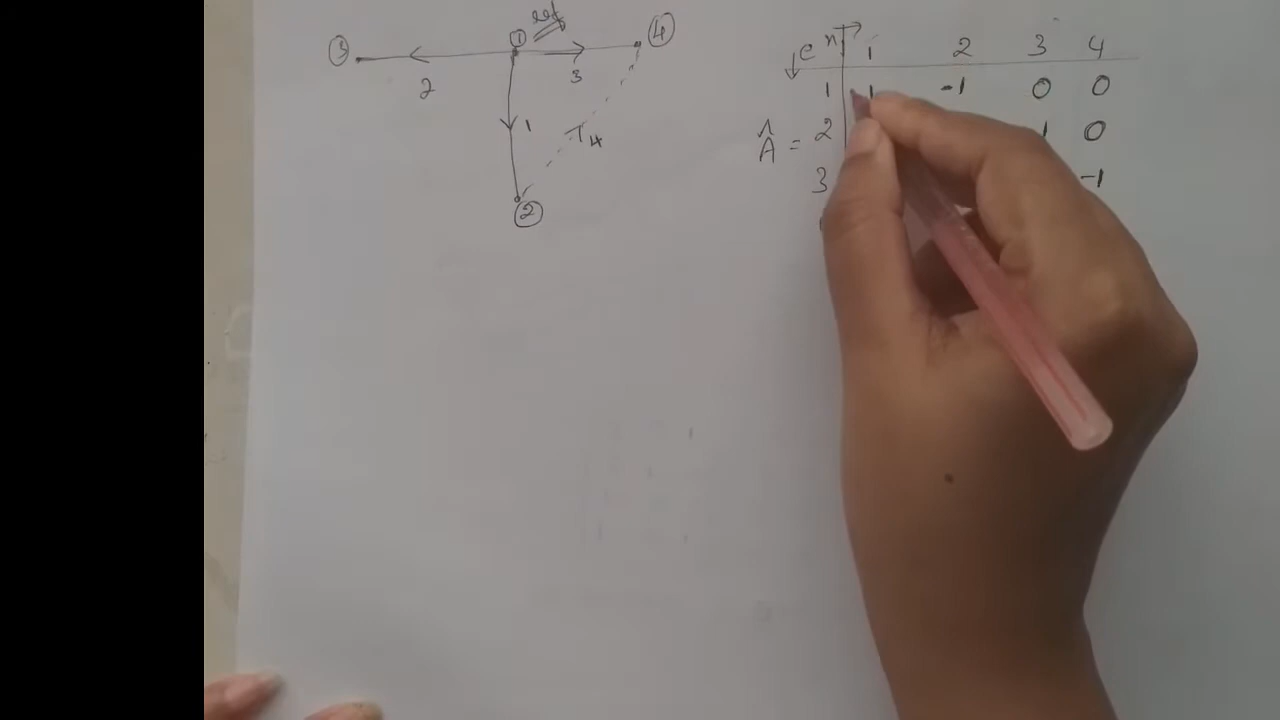 ref
③ ① ④
2 3
1
4
②
e n 1 2 3 4
1 1 -1 0 0
Â = 2 1 0
3 -1